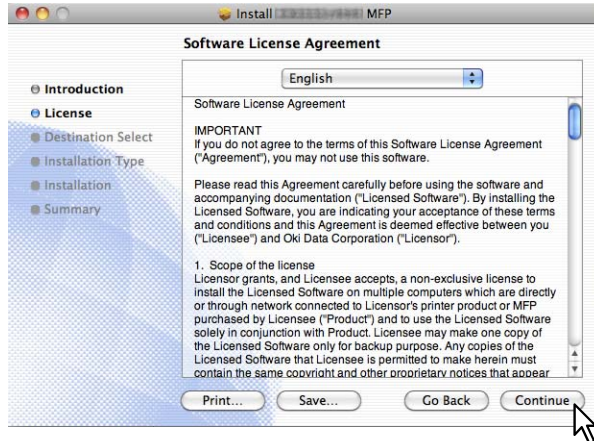 Install MFP
Software License Agreement
Introduction
License
Destination Select
Installation Type
Installation
Summary
English
Software License Agreement
IMPORTANT
If you do not agree to the terms of this Software License Agreement
("Agreement"), you may not use this software.
Please read this Agreement carefully before using the software and
accompanying documentation ("Licensed Software"). By installing the
Licensed Software, you are indicating your acceptance of these terms
and conditions and this Agreement is deemed effective between you
("Licensee") and Oki Data Corporation ("Licensor").
1. Scope of the license
Licensor grants, and Licensee accepts, a non-exclusive license to
install the Licensed Software on multiple computers which are directly
or through network connected to Licensor's printer product or MFP
purchased by Licensee ("Product") and to use the Licensed Software
solely in conjunction with Product. Licensee may make one copy of
the Licensed Software only for backup purpose. Any copies of the
Licensed Software that Licensee is permitted to make herein must
contain the same copyright and other proprietary notices that appear
Print... Save... Go Back Continue